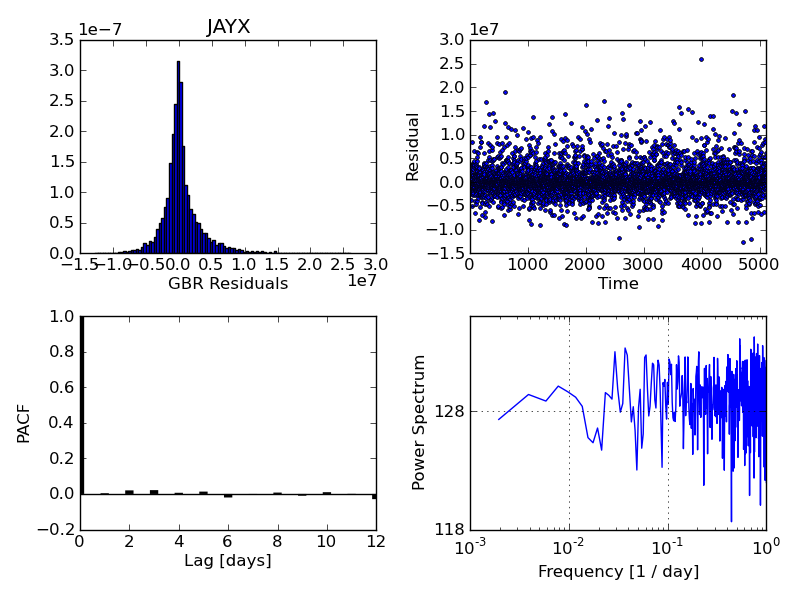 JAYX
1e−7
3.5
3.0
2.5
2.0
1.5
1.0
0.5
0.0
−1.5 −1.0 −0.5 0.0 0.5 1.0 1.5 2.0 2.5 3.0
GBR Residuals
1e7
1e7
Residual
3.0
2.5
2.0
1.5
1.0
0.5
0.0
−0.5
−1.0
−1.5
0 1000 2000 3000 4000 5000
Time
PACF
1.0
0.8
0.6
0.4
0.2
0.0
−0.2
0 2 4 6 8 10 12
Lag [days]
Power Spectrum
128
118
10^-3 10^-2 10^-1 10^0
Frequency [1 / day]